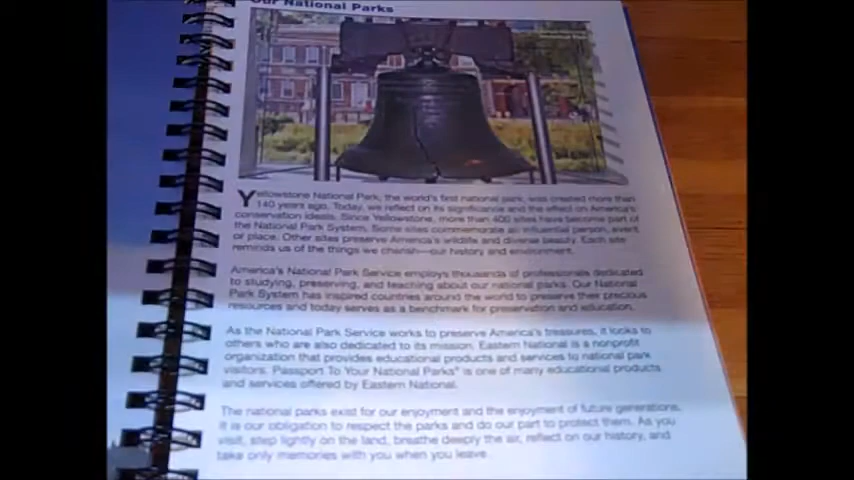 Our National Parks
Yellowstone National Park, the world's first national park, was created more than
140 years ago. Today, we reflect on its significance and the effect on America's
conservation ideals. Since Yellowstone, more than 400 sites have become part of
the National Park System. Some sites commemorate an influential person, event
or place. Other sites preserve America's wildlife and diverse beauty. Each site
reminds us of the things we cherish—our history and environment.
America's National Park Service employs thousands of professionals dedicated
to studying, preserving, and teaching about our national parks. Our National
Park System has inspired countries around the world to preserve their precious
resources and today serves as a benchmark for preservation and education.
As the National Park Service works to preserve America's treasures, it looks to
others who are also dedicated to its mission. Eastern National is a nonprofit
organization that provides educational products and services to national park
visitors. Passport To Your National Parks® is one of many educational products
and services offered by Eastern National.
The national parks exist for our enjoyment and the enjoyment of future generations.
It is our obligation to respect the parks and do our part to protect them. As you
visit, step lightly on the land, breathe deeply the air, reflect on our history, and
take only memories with you when you leave.